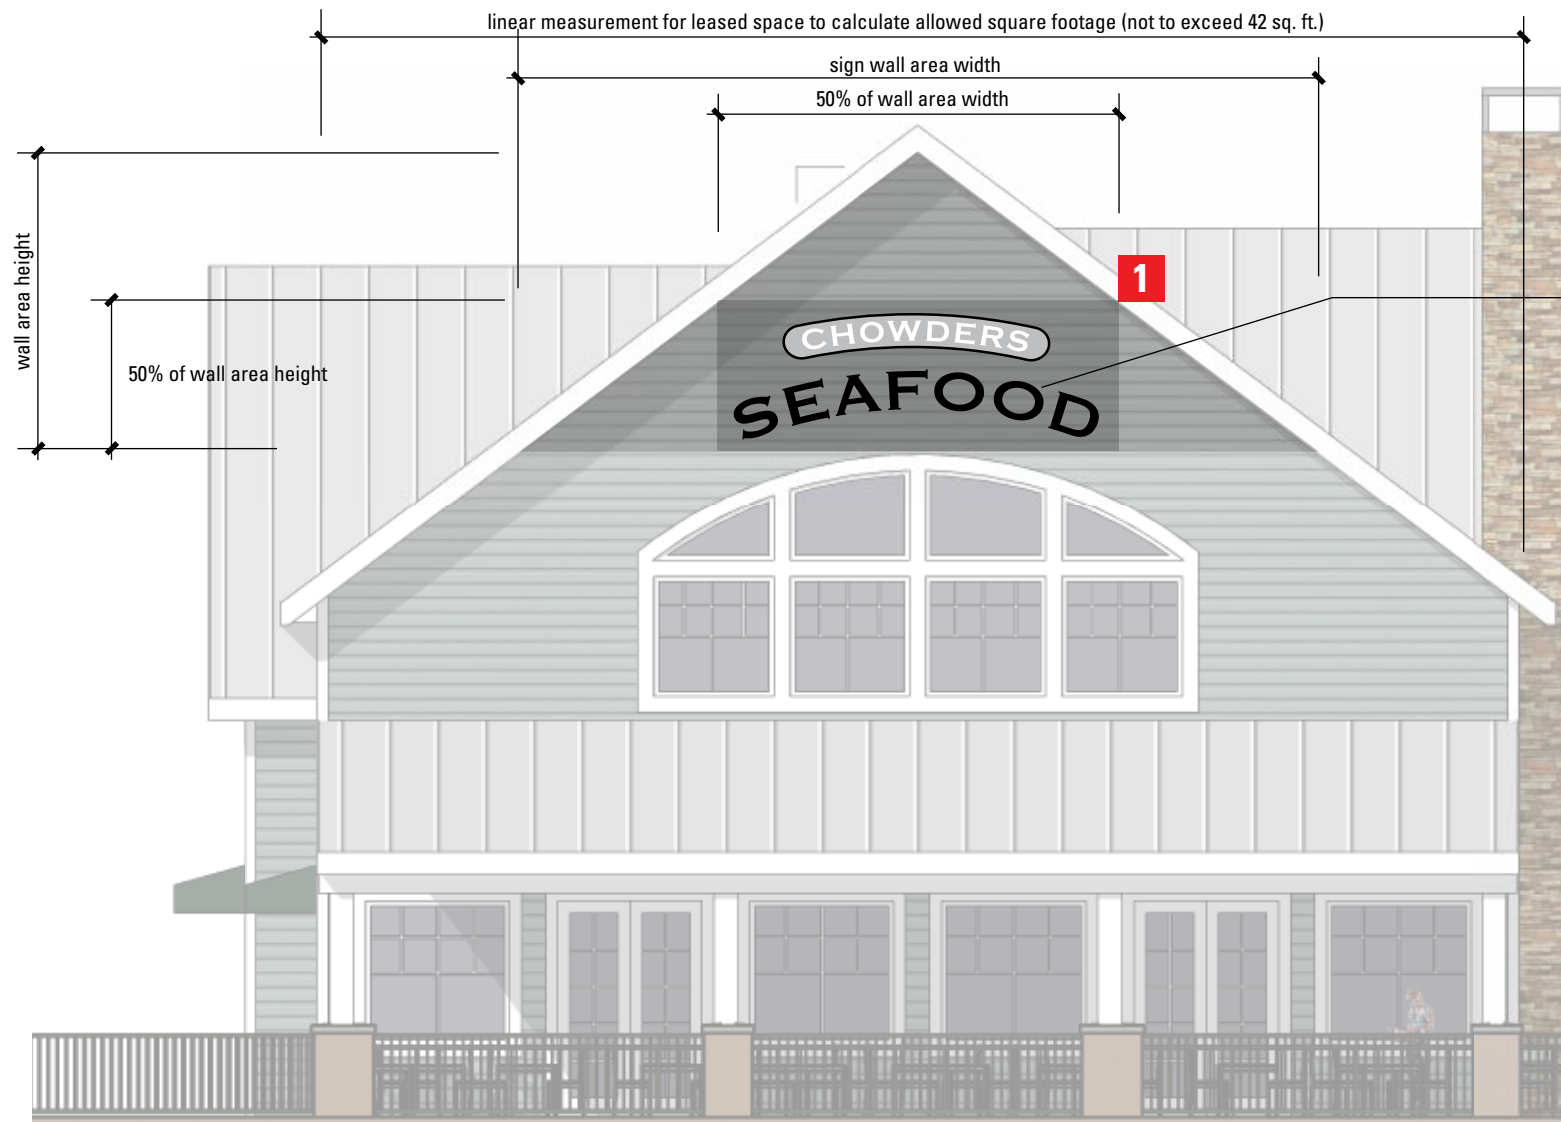 linear measurement for leased space to calculate allowed square footage (not to exceed 42 sq. ft.)
sign wall area width
50% of wall area width
wall area height
1
50% of wall area height
CHOWDERS
SEAFOOD